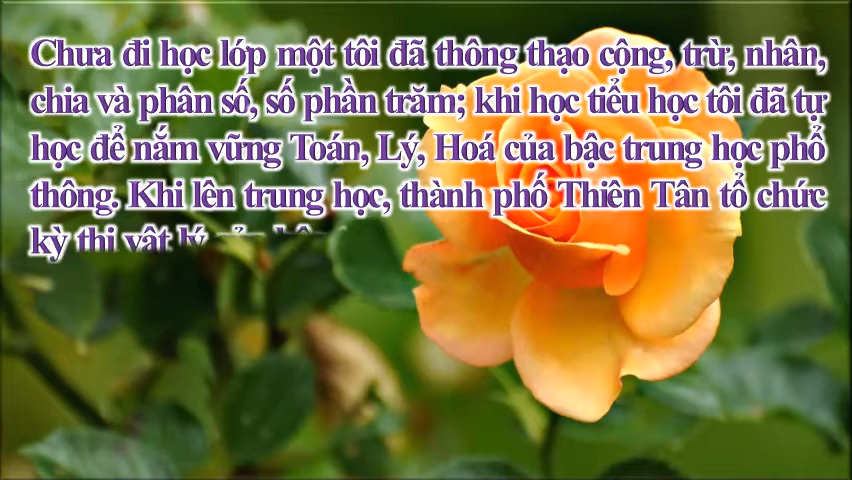 Chưa đi học lớp một tôi đã thông thạo cộng, trừ, nhân,
chia và phân số, số phần trăm; khi học tiểu học tôi đã tự
học để nắm vững Toán, Lý, Hoá của bậc trung học phổ
thông. Khi lên trung học, thành phố Thiên Tân tổ chức
kỳ thi vật lý